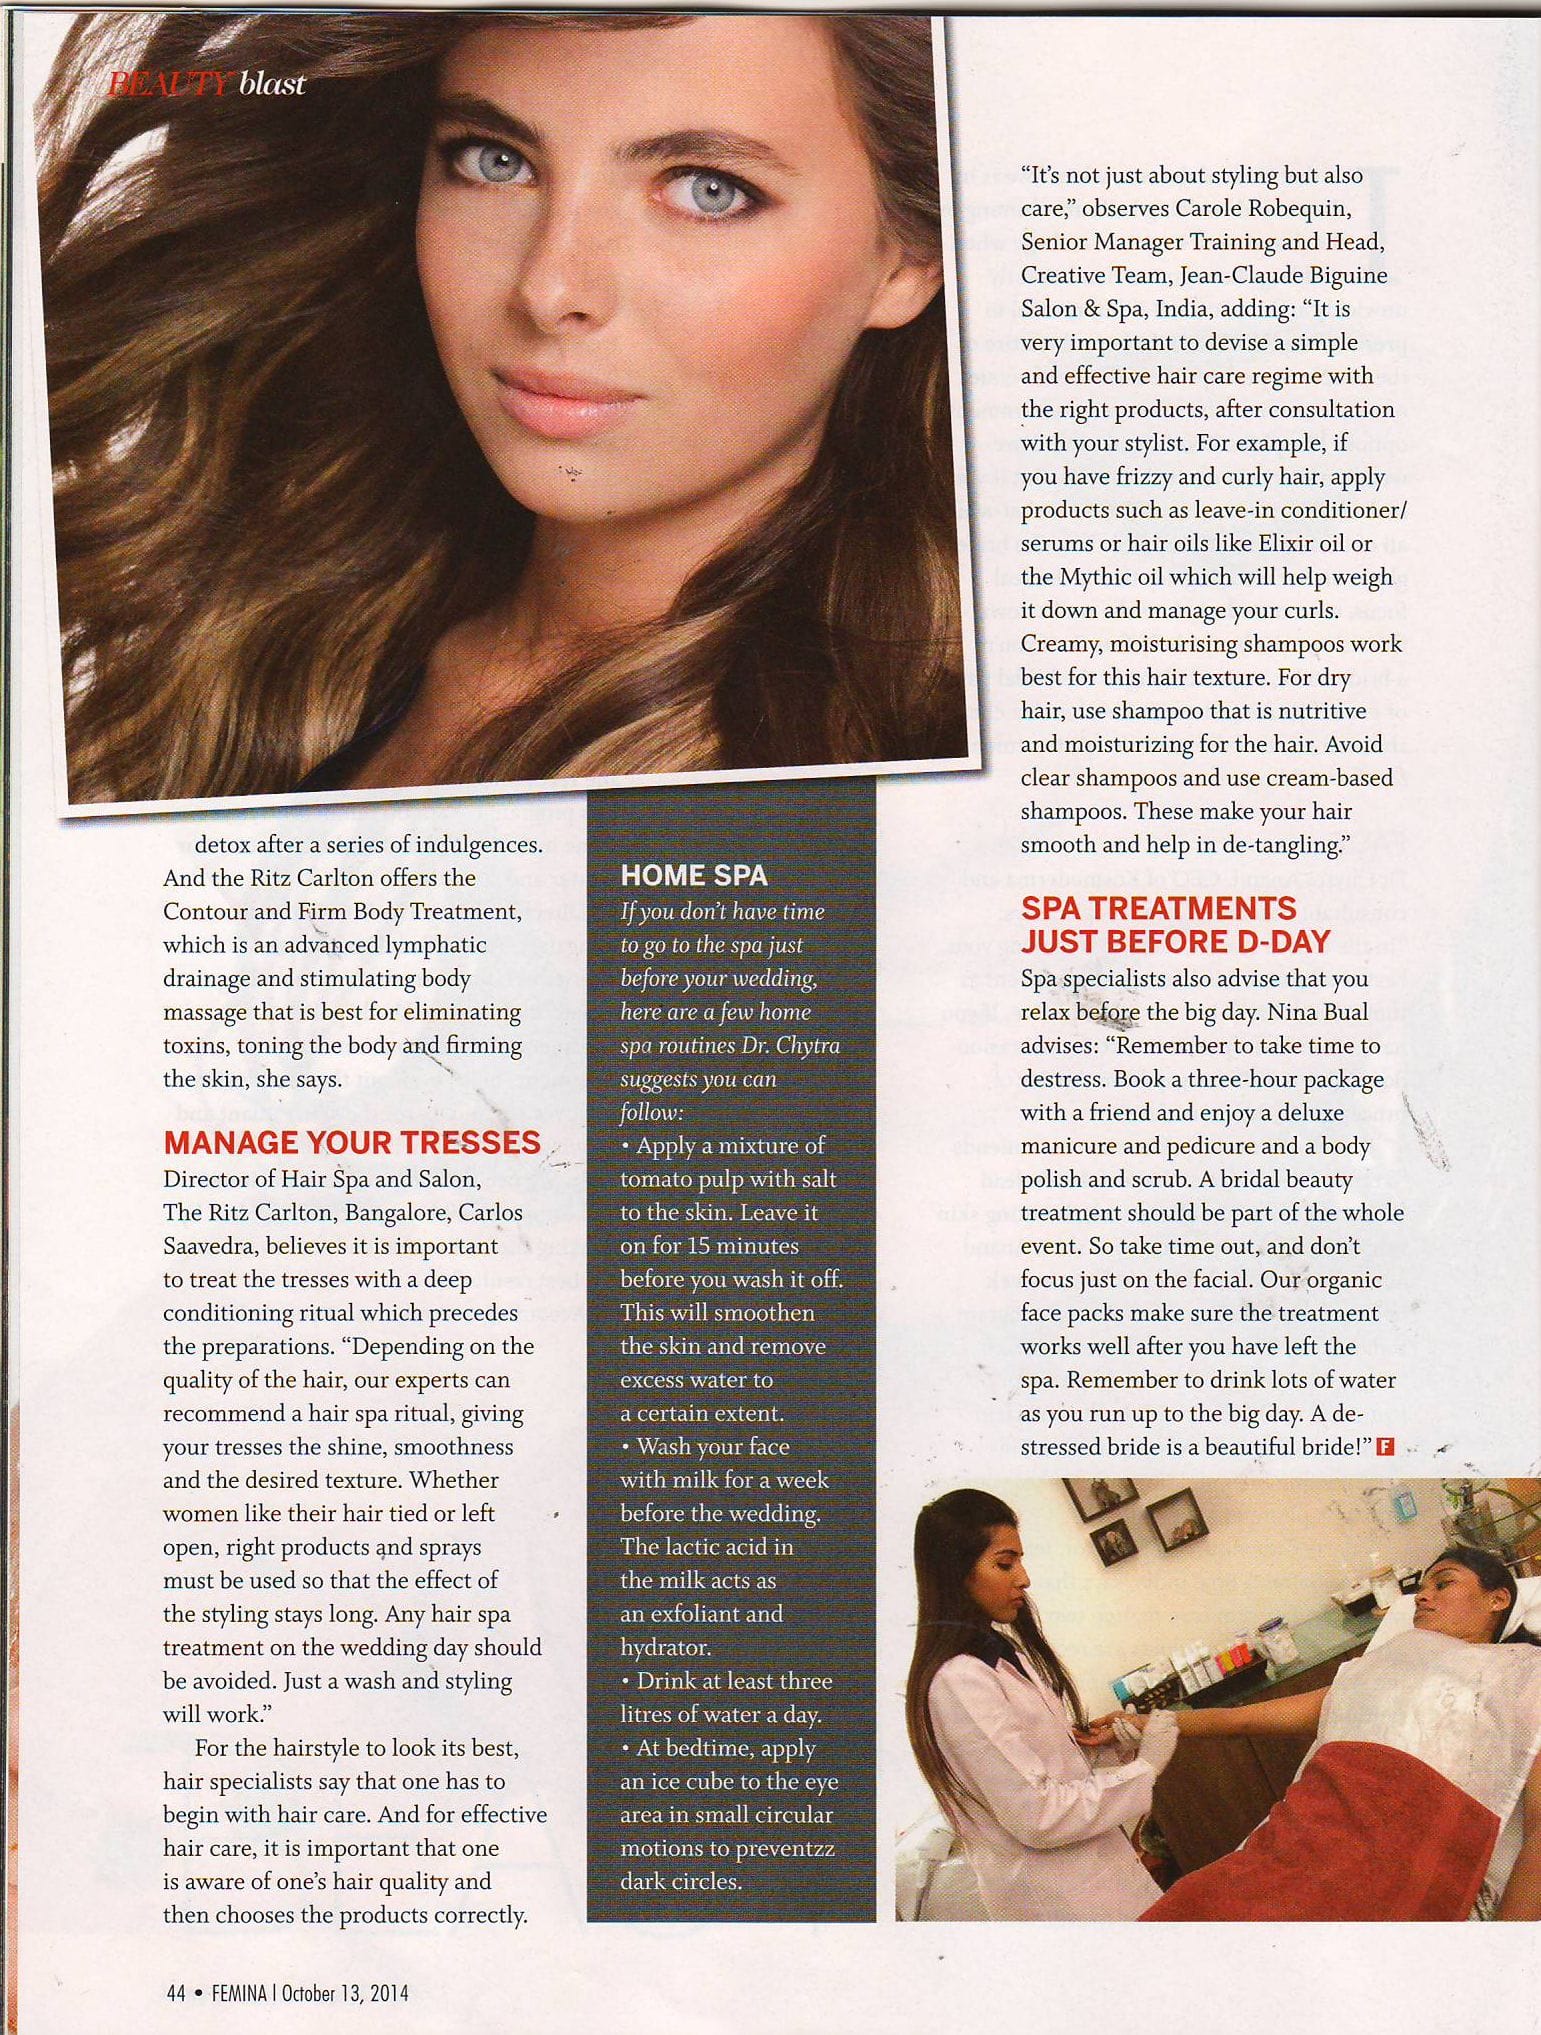 BEAUTY blast
detox after a series of indulgences.
And the Ritz Carlton offers the
Contour and Firm Body Treatment,
which is an advanced lymphatic
drainage and stimulating body
massage that is best for eliminating
toxins, toning the body and firming
the skin, she says.
MANAGE YOUR TRESSES
Director of Hair Spa and Salon,
The Ritz Carlton, Bangalore, Carlos
Saavedra, believes it is important
to treat the tresses with a deep
conditioning ritual which precedes
the preparations. “Depending on the
quality of the hair, our experts can
recommend a hair spa ritual, giving
your tresses the shine, smoothness
and the desired texture. Whether
women like their hair tied or left
open, right products and sprays
must be used so that the effect of
the styling stays long. Any hair spa
treatment on the wedding day should
be avoided. Just a wash and styling
will work.”
For the hairstyle to look its best,
hair specialists say that one has to
begin with hair care. And for effective
hair care, it is important that one
is aware of one’s hair quality and
then chooses the products correctly.
HOME SPA
If you don’t have time
to go to the spa just
before your wedding,
here are a few home
spa routines Dr. Chytra
suggests you can
follow:
• Apply a mixture of
tomato pulp with salt
to the skin. Leave it
on for 15 minutes
before you wash it off.
This will smoothen
the skin and remove
excess water to
a certain extent.
• Wash your face
with milk for a week
before the wedding.
The lactic acid in
the milk acts as
an exfoliant and
hydrator.
• Drink at least three
litres of water a day.
• At bedtime, apply
an ice cube to the eye
area in small circular
motions to preventzz
dark circles.
“It’s not just about styling but also
care,” observes Carole Robequin,
Senior Manager Training and Head,
Creative Team, Jean-Claude Biguine
Salon & Spa, India, adding: “It is
very important to devise a simple
and effective hair care regime with
the right products, after consultation
with your stylist. For example, if
you have frizzy and curly hair, apply
products such as leave-in conditioner/
serums or hair oils like Elixir oil or
the Mythic oil which will help weigh
it down and manage your curls.
Creamy, moisturising shampoos work
best for this hair texture. For dry
hair, use shampoo that is nutritive
and moisturizing for the hair. Avoid
clear shampoos and use cream-based
shampoos. These make your hair
smooth and help in de-tangling.”
SPA TREATMENTS
JUST BEFORE D-DAY
Spa specialists also advise that you
relax before the big day. Nina Bual
advises: “Remember to take time to
destress. Book a three-hour package
with a friend and enjoy a deluxe
manicure and pedicure and a body
polish and scrub. A bridal beauty
treatment should be part of the whole
event. So take time out, and don’t
focus just on the facial. Our organic
face packs make sure the treatment
works well after you have left the
spa. Remember to drink lots of water
as you run up to the big day. A de-
stressed bride is a beautiful bride!” F
44 • FEMINA | October 13, 2014